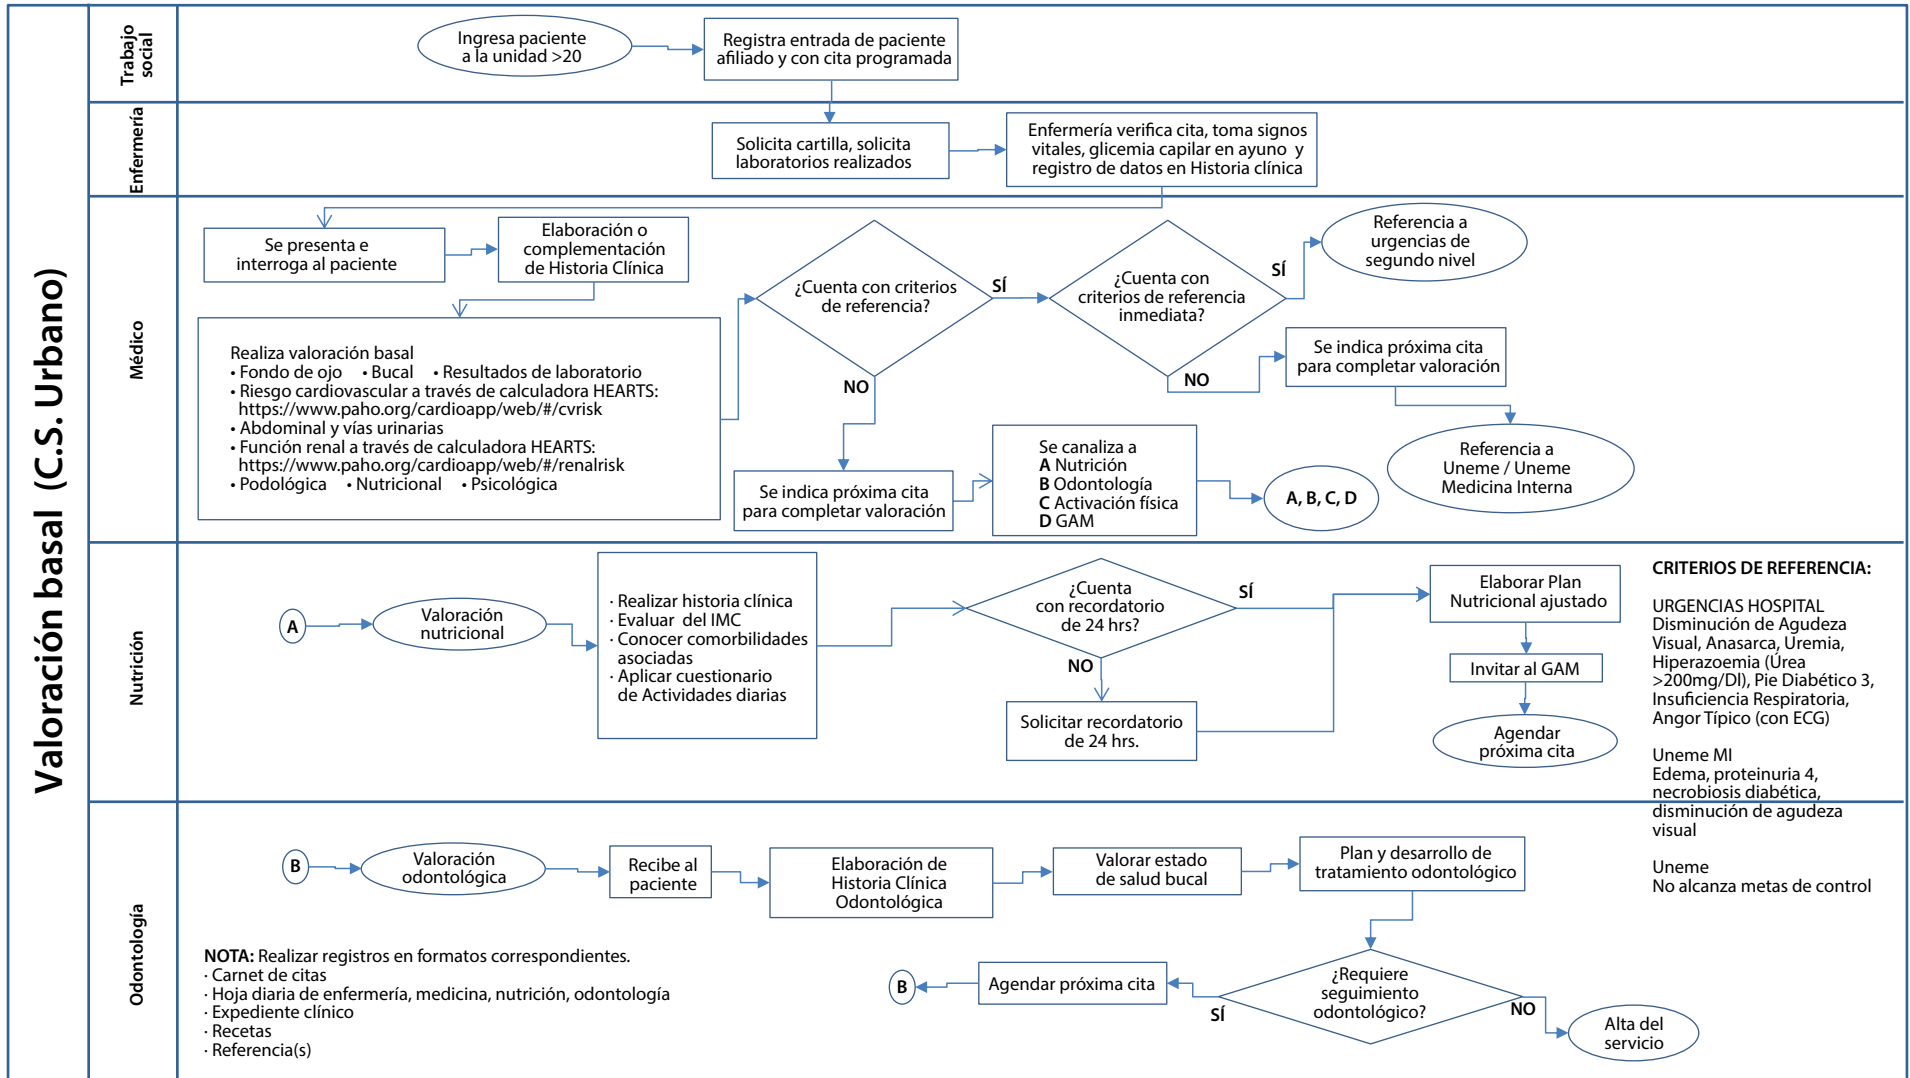 Valoración basal (C.S. Urbano)
Trabajo
social
Ingresa paciente
a la unidad >20
Registra entrada de paciente
afiliado y con cita programada
Enfermería
Solicita cartilla, solicita
laboratorios realizados
Enfermería verifica cita, toma signos
vitales, glicemia capilar en ayuno y
registro de datos en Historia clínica
Médico
Se presenta e
interroga al paciente
Elaboración o
complementación
de Historia Clínica
Realiza valoración basal
• Fondo de ojo • Bucal • Resultados de laboratorio
• Riesgo cardiovascular a través de calculadora HEARTS:
https://www.paho.org/cardioapp/web/#/cvrisk
• Abdominal y vías urinarias
• Función renal a través de calculadora HEARTS:
https://www.paho.org/cardioapp/web/#/renalrisk
• Podológica • Nutricional • Psicológica
¿Cuenta con criterios
de referencia?
SÍ
NO
¿Cuenta con
criterios de referencia
inmediata?
SÍ
NO
Referencia a
urgencias de
segundo nivel
Se indica próxima cita
para completar valoración
Referencia a
Uneme / Uneme
Medicina Interna
Se indica próxima cita
para completar valoración
Se canaliza a
A Nutrición
B Odontología
C Activación física
D GAM
A, B, C, D
Nutrición
A
Valoración
nutricional
· Realizar historia clínica
· Evaluar del IMC
· Conocer comorbilidades
asociadas
· Aplicar cuestionario
de Actividades diarias
¿Cuenta
con recordatorio
de 24 hrs?
SÍ
NO
Solicitar recordatorio
de 24 hrs.
Elaborar Plan
Nutricional ajustado
Invitar al GAM
Agendar
próxima cita
CRITERIOS DE REFERENCIA:
URGENCIAS HOSPITAL
Disminución de Agudeza
Visual, Anasarca, Uremia,
Hiperazoemia (Úrea
>200mg/Dl), Pie Diabético 3,
Insuficiencia Respiratoria,
Angor Típico (con ECG)
Uneme MI
Edema, proteinuria 4,
necrobiosis diabética,
disminución de agudeza
visual
Uneme
No alcanza metas de control
Odontología
B
Valoración
odontológica
Recibe al
paciente
Elaboración de
Historia Clínica
Odontológica
Valorar estado
de salud bucal
Plan y desarrollo de
tratamiento odontológico
¿Requiere
seguimiento
odontológico?
SÍ
NO
Agendar próxima cita
B
Alta del
servicio
NOTA: Realizar registros en formatos correspondientes.
· Carnet de citas
· Hoja diaria de enfermería, medicina, nutrición, odontología
· Expediente clínico
· Recetas
· Referencia(s)